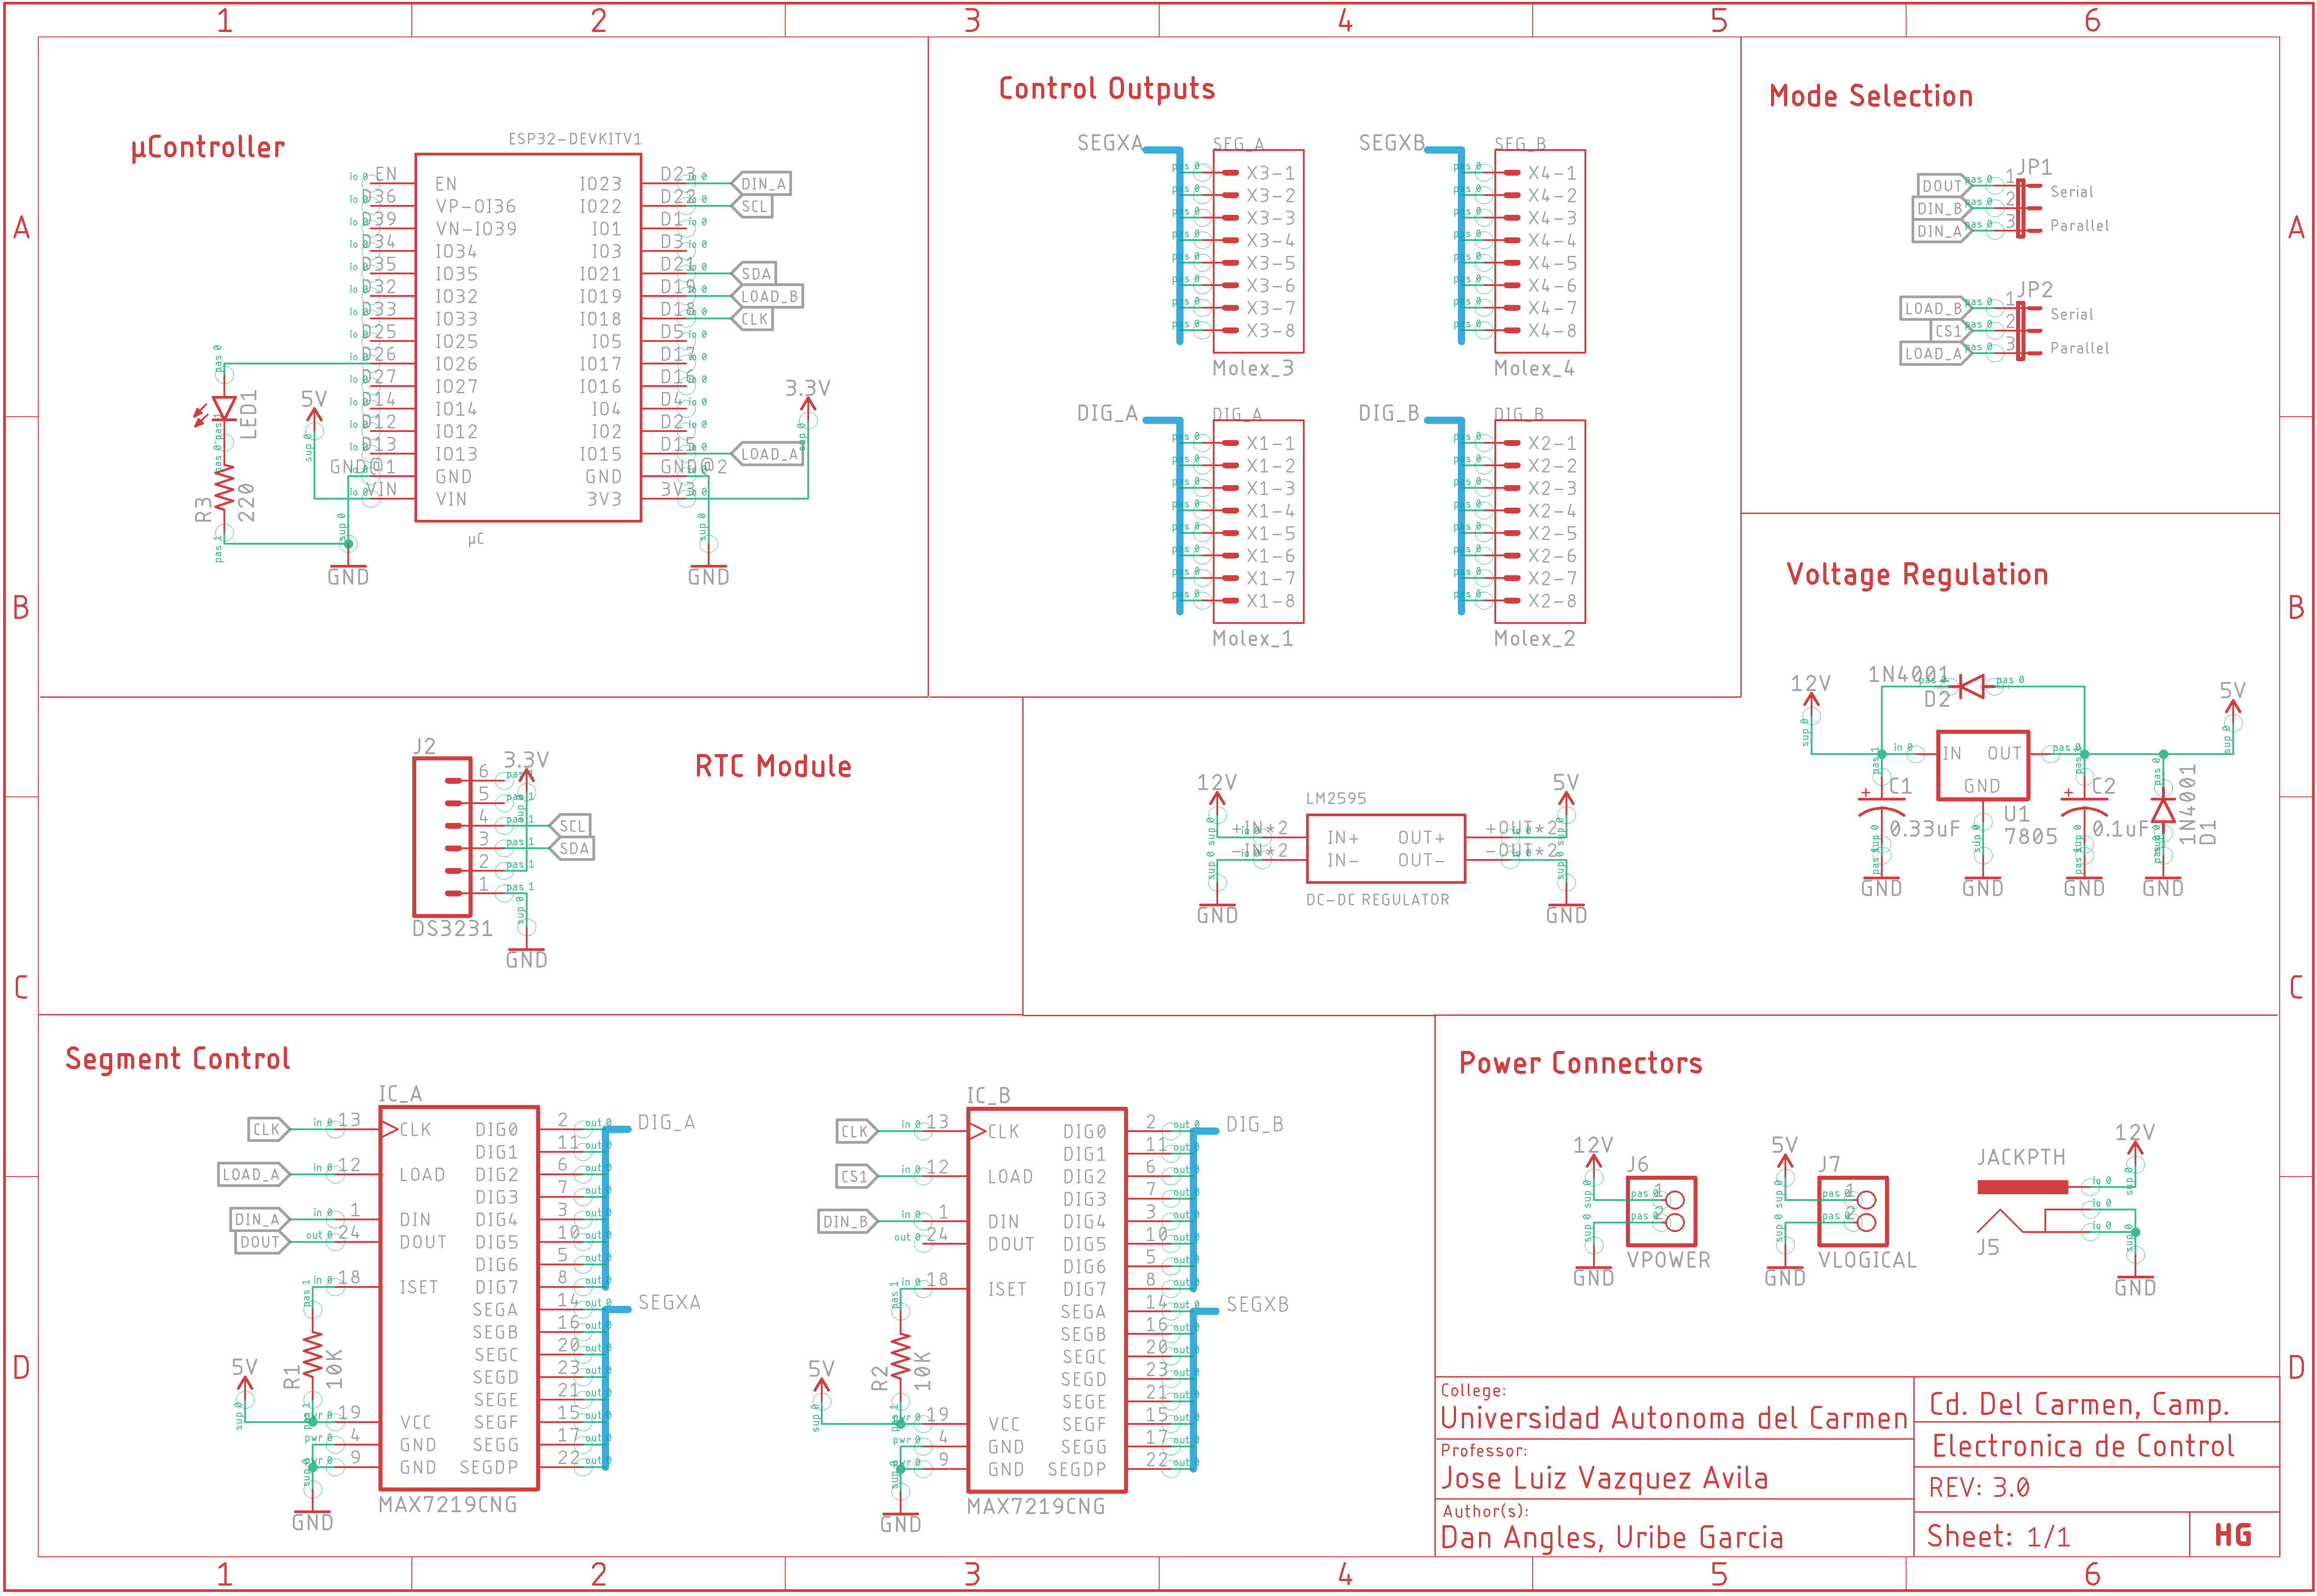 1 2 3 4 5 6
A
B
C
D
A
B
C
D
1 2 3 4 5 6
µController
ESP32-DEVKITV1
EN EN IO23 D23 DIN_A
D36 VP-OI36 IO22 D22 SCL
D39 VN-IO39 IO1 D1
D34 IO34 IO3 D3
D35 IO35 IO21 D21 SDA
D32 IO32 IO19 D19 LOAD_B
D33 IO33 IO18 D18 CLK
D25 IO25 IO5 D5
D26 IO26 IO17 D17
D27 IO27 IO16 D16
D14 IO14 IO4 D4
D12 IO12 IO2 D2
D13 IO13 IO15 D15 LOAD_A
GND@1 GND GND GND@2
VIN VIN 3V3 3V3
µC
LED1
R3
220
5V
3.3V
GND
GND
Control Outputs
SEGXA SEG_A
X3-1
X3-2
X3-3
X3-4
X3-5
X3-6
X3-7
X3-8
Molex_3
SEGXB SEG_B
X4-1
X4-2
X4-3
X4-4
X4-5
X4-6
X4-7
X4-8
Molex_4
DIG_A DIG_A
X1-1
X1-2
X1-3
X1-4
X1-5
X1-6
X1-7
X1-8
Molex_1
DIG_B DIG_B
X2-1
X2-2
X2-3
X2-4
X2-5
X2-6
X2-7
X2-8
Molex_2
Mode Selection
JP1
DOUT 1 Serial
DIN_B 2
DIN_A 3 Parallel
JP2
LOAD_B 1 Serial
CS1 2
LOAD_A 3 Parallel
Voltage Regulation
12V
1N4001
D2
5V
IN OUT
GND
U1
7805
C1
0.33uF
C2
0.1uF
1N4001
D1
GND GND GND GND
RTC Module
J2
3.3V
6
5
4 SCL
3 SDA
2
1
DS3231
GND
12V
LM2595
5V
+IN*2 IN+ OUT+ +OUT*2
-IN*2 IN- OUT- -OUT*2
DC-DC REGULATOR
GND
GND
Segment Control
IC_A
CLK 13 CLK DIG0 2 DIG_A
DIG1 11
LOAD_A 12 LOAD DIG2 6
DIG3 7
DIN_A 1 DIN DIG4 3
DOUT 24 DOUT DIG5 10
DIG6 5
18 ISET DIG7 8
SEGA 14 SEGXA
SEGB 16
SEGC 20
SEGD 23
SEGE 21
19 VCC SEGF 15
4 GND SEGG 17
9 GND SEGDP 22
5V
R1
10K
GND
MAX7219CNG
IC_B
CLK 13 CLK DIG0 2 DIG_B
DIG1 11
CS1 12 LOAD DIG2 6
DIG3 7
DIN_B 1 DIN DIG4 3
24 DOUT DIG5 10
DIG6 5
18 ISET DIG7 8
SEGA 14 SEGXB
SEGB 16
SEGC 20
SEGD 23
SEGE 21
19 VCC SEGF 15
4 GND SEGG 17
9 GND SEGDP 22
5V
R2
10K
GND
MAX7219CNG
Power Connectors
12V
J6
1
2
VPOWER
GND
5V
J7
1
2
VLOGICAL
GND
JACKPTH
12V
J5
GND
College:
Universidad Autonoma del Carmen
Professor:
Jose Luiz Vazquez Avila
Author(s):
Dan Angles, Uribe Garcia
Cd. Del Carmen, Camp.
Electronica de Control
REV: 3.0
Sheet: 1/1
HG